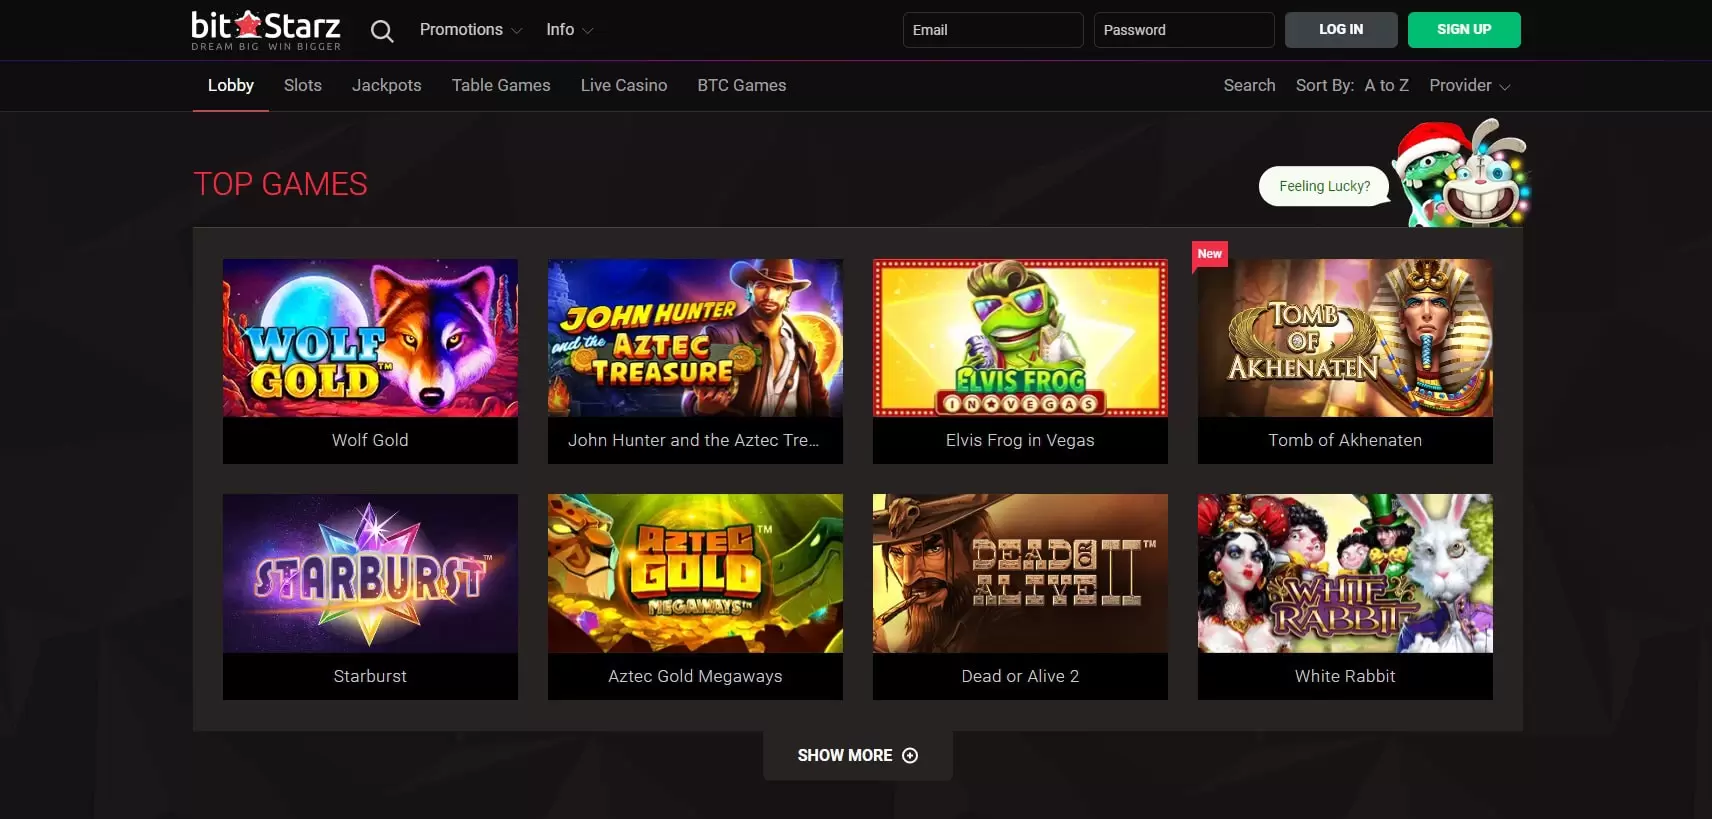 bit Starz
DREAM BIG WIN BIGGER
Promotions
Info
Email
Password
LOG IN
SIGN UP
Lobby
Slots
Jackpots
Table Games
Live Casino
BTC Games
Search
Sort By:
A to Z
Provider
TOP GAMES
Feeling Lucky?
WOLF
GOLD™
Wolf Gold
JOHN HUNTER
and the AZTEC
TREASURE
John Hunter and the Aztec Tre...
ELVIS FROG
IN VEGAS
Elvis Frog in Vegas
New
TOMB
OF
AKHENATEN
Tomb of Akhenaten
STARBURST™
Starburst
AZTEC™
GOLD
MEGAWAYS™
Aztec Gold Megaways
DEAD OR
ALIVE II™
Dead or Alive 2
WHITE
RABBIT
White Rabbit
SHOW MORE